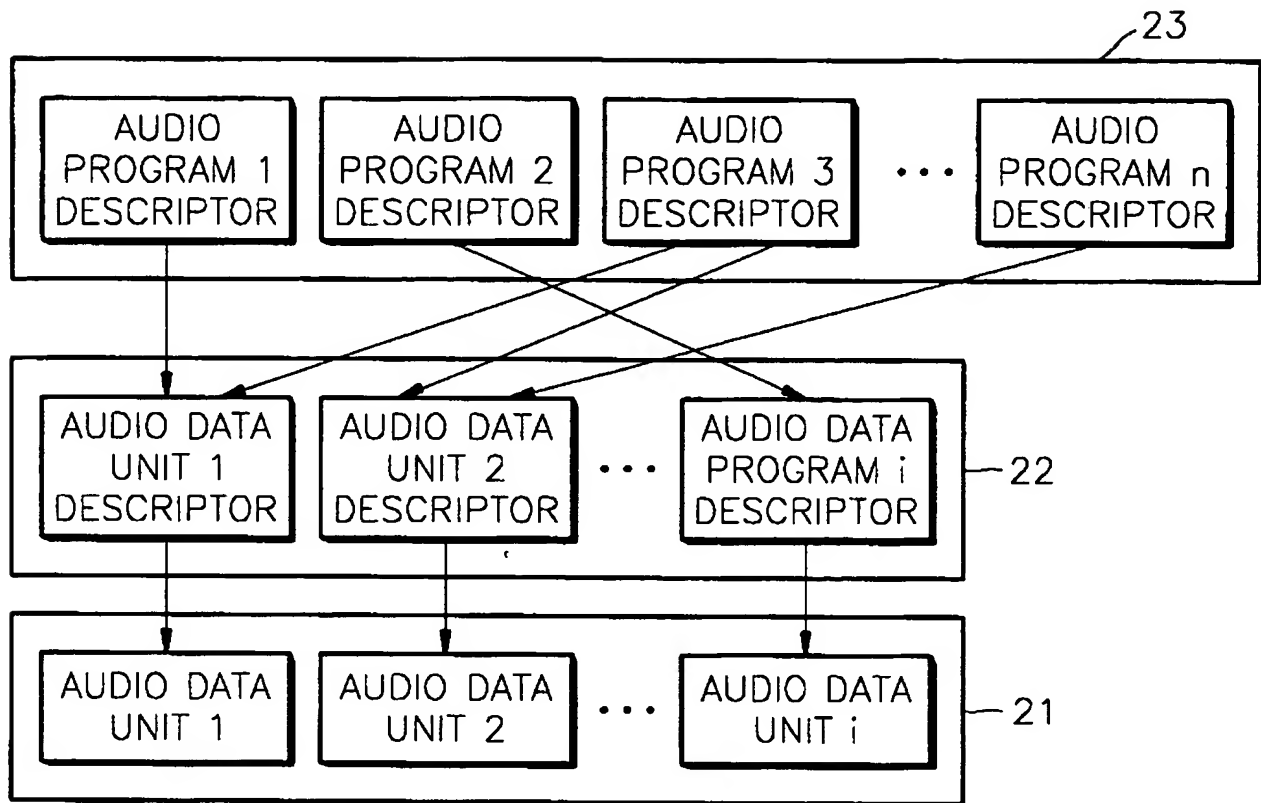 23
AUDIO
PROGRAM 1
DESCRIPTOR
AUDIO
PROGRAM 2
DESCRIPTOR
AUDIO
PROGRAM 3
DESCRIPTOR
...
AUDIO
PROGRAM n
DESCRIPTOR
AUDIO DATA
UNIT 1
DESCRIPTOR
AUDIO DATA
UNIT 2
DESCRIPTOR
...
AUDIO DATA
PROGRAM i
DESCRIPTOR
22
AUDIO DATA
UNIT 1
AUDIO DATA
UNIT 2
...
AUDIO DATA
UNIT i
21